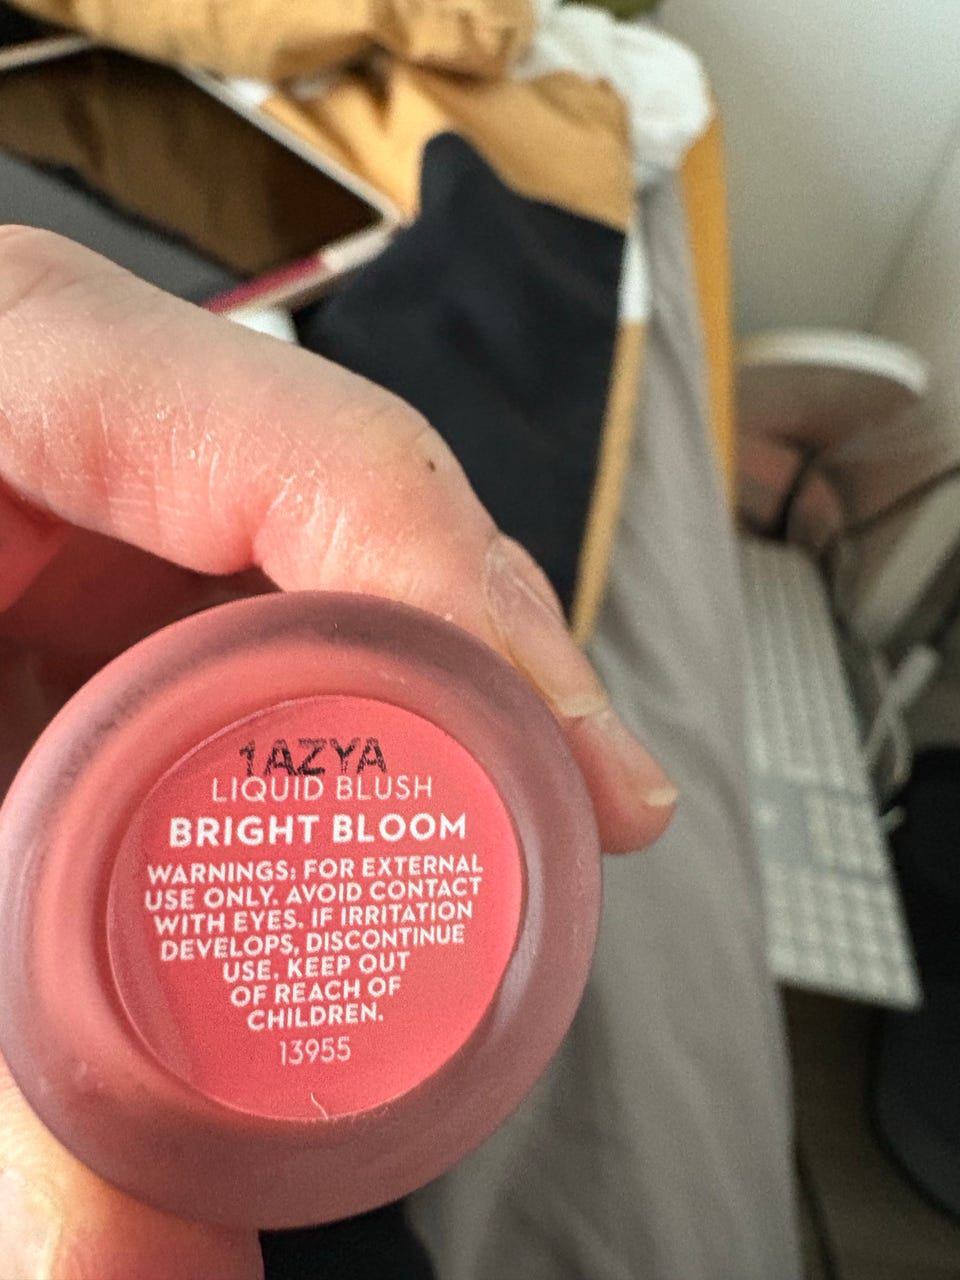 1AZYA
LIQUID BLUSH
BRIGHT BLOOM
WARNINGS: FOR EXTERNAL
USE ONLY. AVOID CONTACT
WITH EYES. IF IRRITATION
DEVELOPS, DISCONTINUE
USE. KEEP OUT
OF REACH OF
CHILDREN.
13955